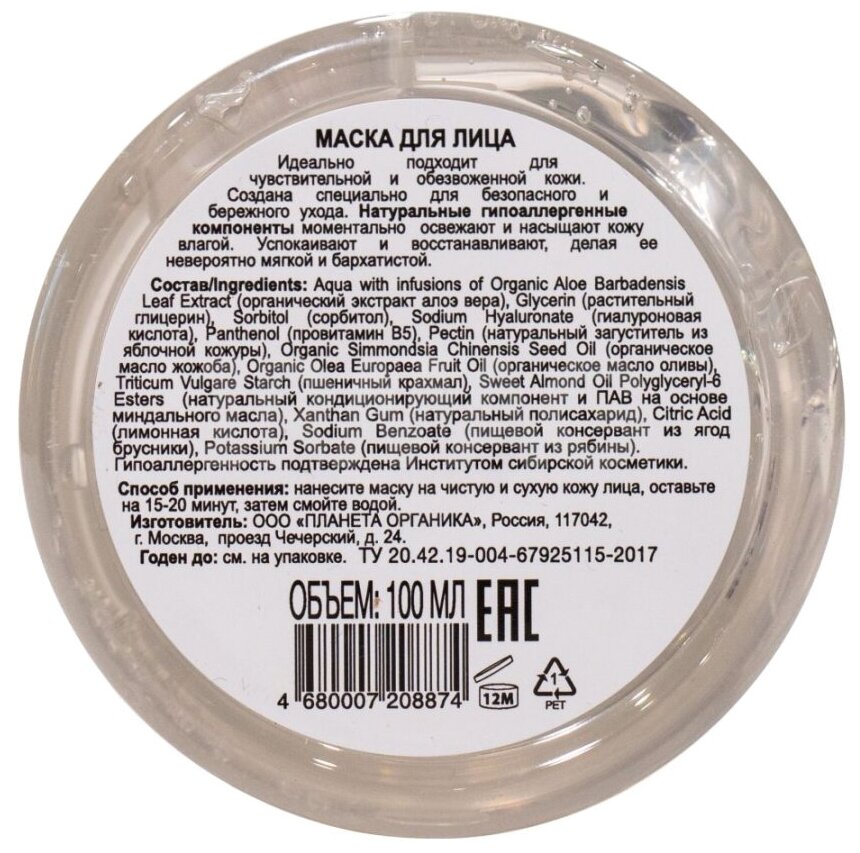 МАСКА ДЛЯ ЛИЦА
Идеально подходит для
чувствительной и обезвоженной кожи.
Создана специально для безопасного и
бережного ухода. Натуральные гипоаллергенные
компоненты моментально освежают и насыщают кожу
влагой. Успокаивают и восстанавливают, делая ее
невероятно мягкой и бархатистой.
Состав/Ingredients: Aqua with infusions of Organic Aloe Barbadensis
Leaf Extract (органический экстракт алоэ вера), Glycerin (растительный
глицерин), Sorbitol (сорбитол), Sodium Hyaluronate (гиалуроновая
кислота), Panthenol (провитамин B5), Pectin (натуральный загуститель из
яблочной кожуры), Organic Simmondsia Chinensis Seed Oil (органическое
масло жожоба), Organic Olea Europaea Fruit Oil (органическое масло оливы),
Triticum Vulgare Starch (пшеничный крахмал), Sweet Almond Oil Polyglyceryl-6
Esters (натуральный кондиционирующий компонент и ПАВ на основе
миндального масла), Xanthan Gum (натуральный полисахарид), Citric Acid
(лимонная кислота), Sodium Benzoate (пищевой консервант из ягод
брусники), Potassium Sorbate (пищевой консервант из рябины).
Гипоаллергенность подтверждена Институтом сибирской косметики.
Способ применения: нанесите маску на чистую и сухую кожу лица, оставьте
на 15-20 минут, затем смойте водой.
Изготовитель: ООО «ПЛАНЕТА ОРГАНИКА», Россия, 117042,
г. Москва, проезд Чечерский, д. 24.
Годен до: см. на упаковке. ТУ 20.42.19-004-67925115-2017
ОБЪЕМ: 100 МЛ EAC
4 680007 208874
12M
1
PET